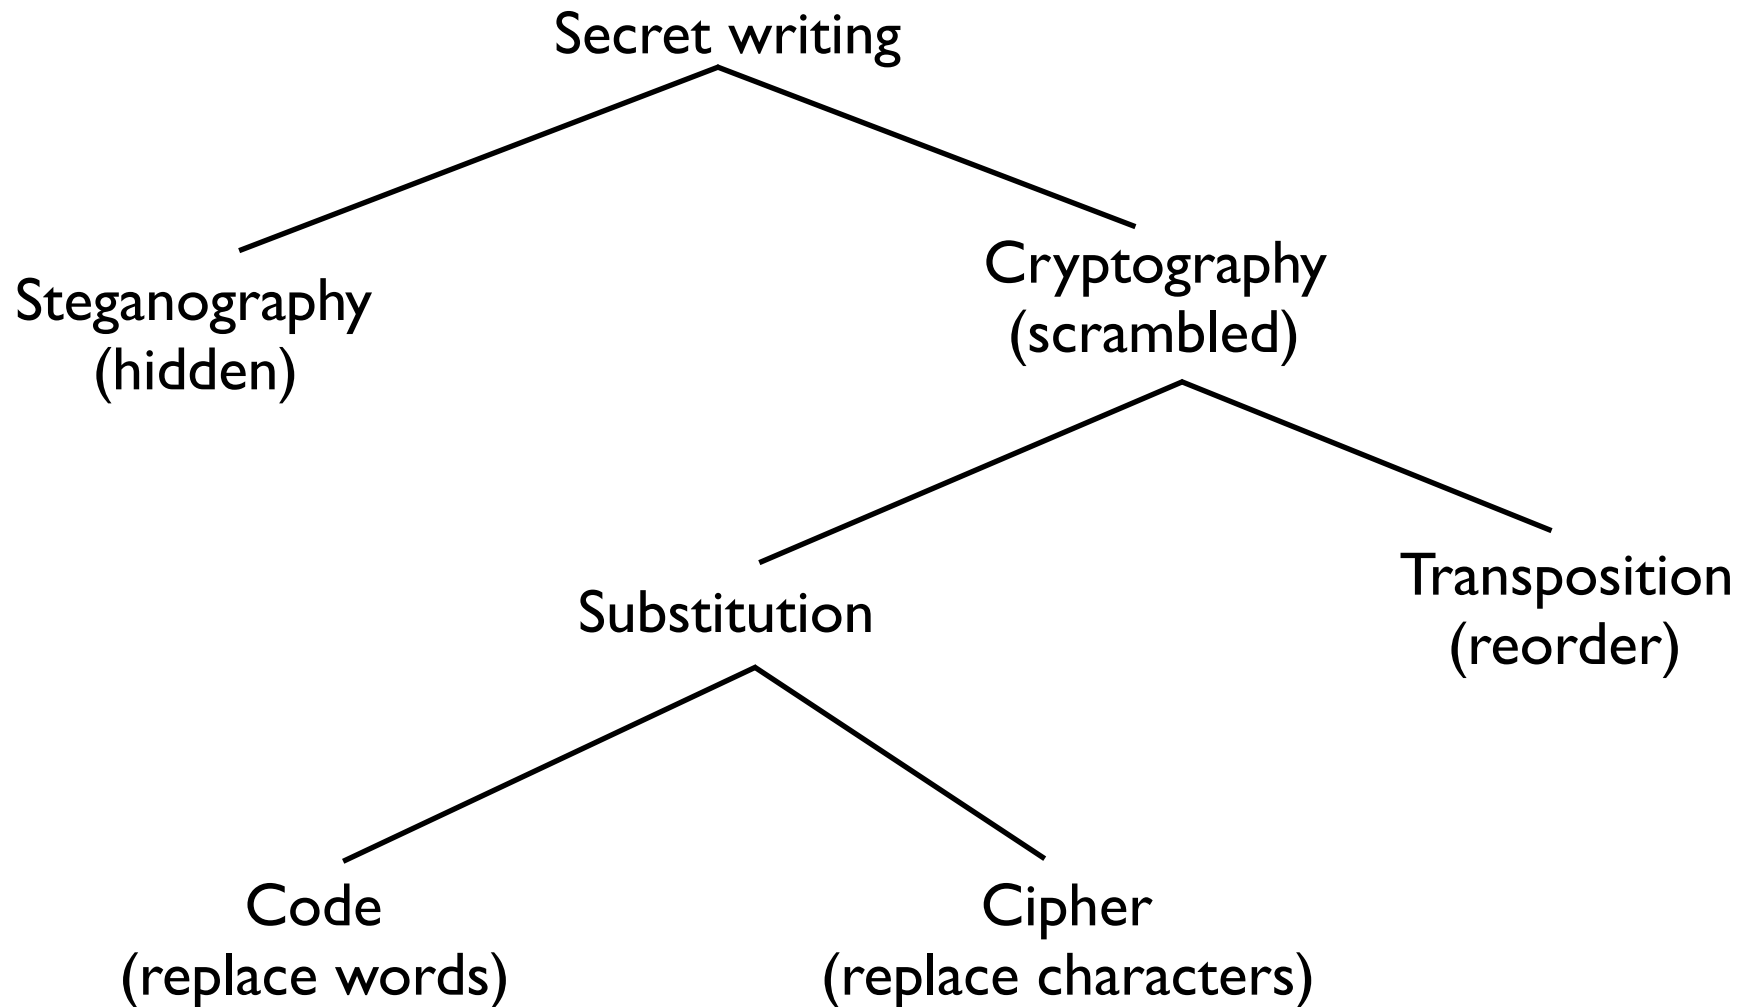 Secret writing
Steganography
(hidden)
Cryptography
(scrambled)
Substitution
Transposition
(reorder)
Code
(replace words)
Cipher
(replace characters)